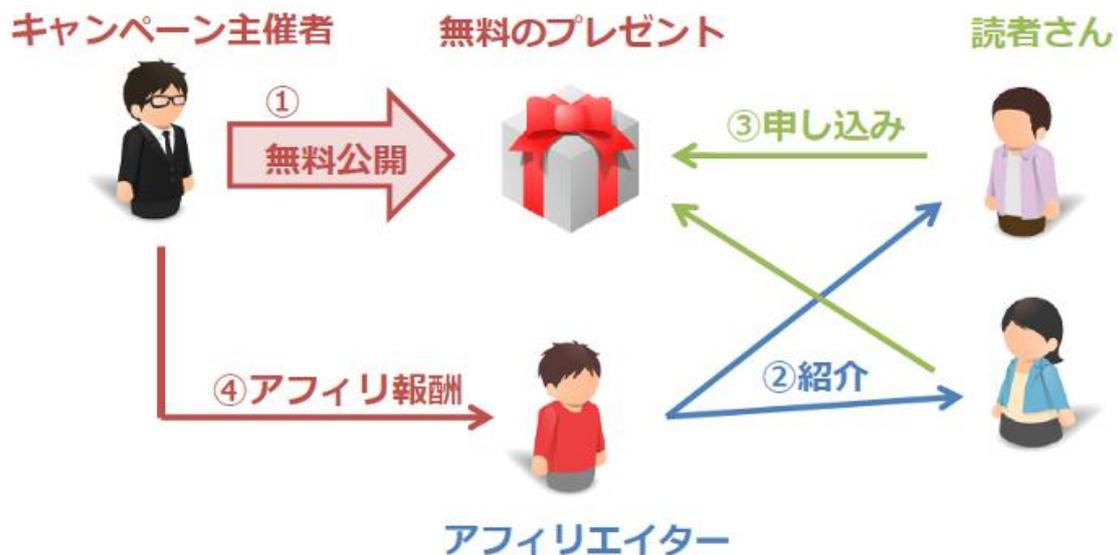 キャンペーン主催者
無料のプレゼント
読者さん
①
無料公開
③申し込み
②紹介
④アフィリ報酬
アフィリエイター